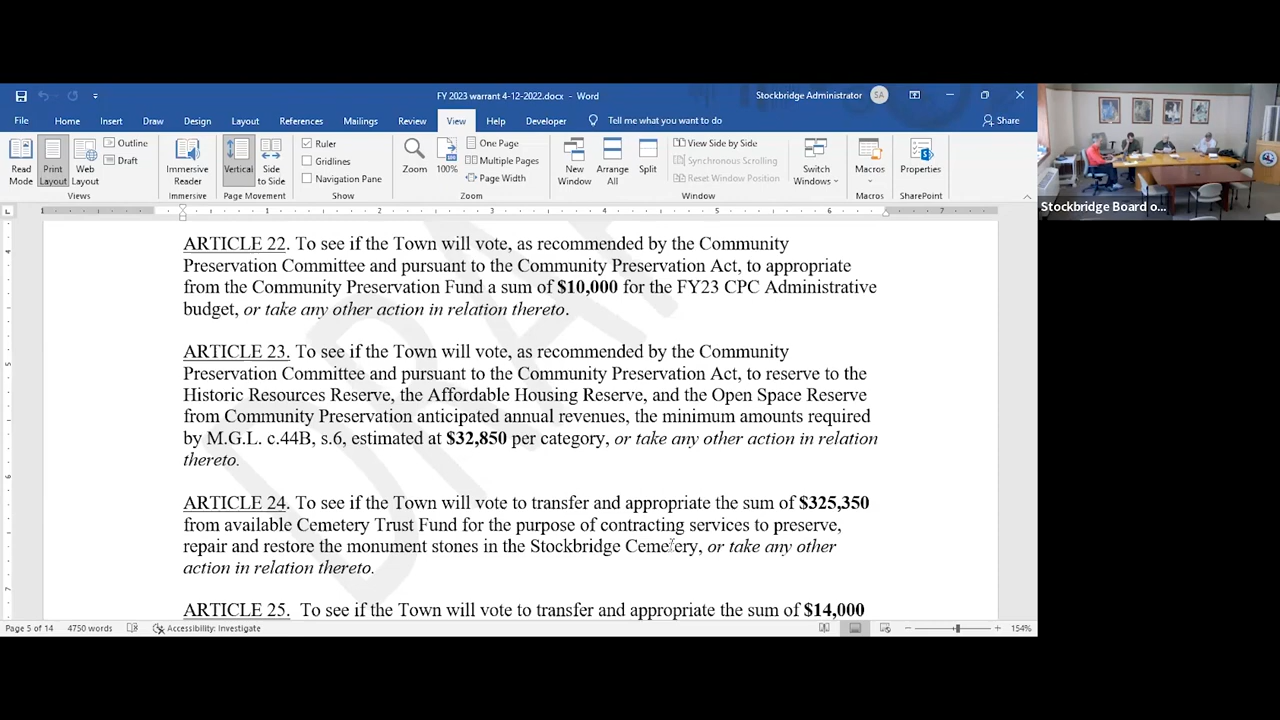 FY 2023 warrant 4-12-2022.docx - Word
Stockbridge Administrator SA
File Home Insert Draw Design Layout References Mailings Review View Help Developer Tell me what you want to do Share
Read Mode
Print Layout
Web Layout
Outline
Draft
Views
Immersive Reader
Immersive
Vertical
Side to Side
Page Movement
Ruler
Gridlines
Navigation Pane
Show
Zoom
100%
One Page
Multiple Pages
Page Width
Zoom
New Window
Arrange All
Split
View Side by Side
Synchronous Scrolling
Reset Window Position
Window
Switch Windows
Macros
Macros
Properties
SharePoint
Stockbridge Board o...
1 1 2 3 4 5 6 7
ARTICLE 22. To see if the Town will vote, as recommended by the Community
Preservation Committee and pursuant to the Community Preservation Act, to appropriate
from the Community Preservation Fund a sum of $10,000 for the FY23 CPC Administrative
budget, or take any other action in relation thereto.
ARTICLE 23. To see if the Town will vote, as recommended by the Community
Preservation Committee and pursuant to the Community Preservation Act, to reserve to the
Historic Resources Reserve, the Affordable Housing Reserve, and the Open Space Reserve
from Community Preservation anticipated annual revenues, the minimum amounts required
by M.G.L. c.44B, s.6, estimated at $32,850 per category, or take any other action in relation
thereto.
ARTICLE 24. To see if the Town will vote to transfer and appropriate the sum of $325,350
from available Cemetery Trust Fund for the purpose of contracting services to preserve,
repair and restore the monument stones in the Stockbridge Cemetery, or take any other
action in relation thereto.
ARTICLE 25. To see if the Town will vote to transfer and appropriate the sum of $14,000
DRAF
Page 5 of 14 4750 words Accessibility: Investigate 154%